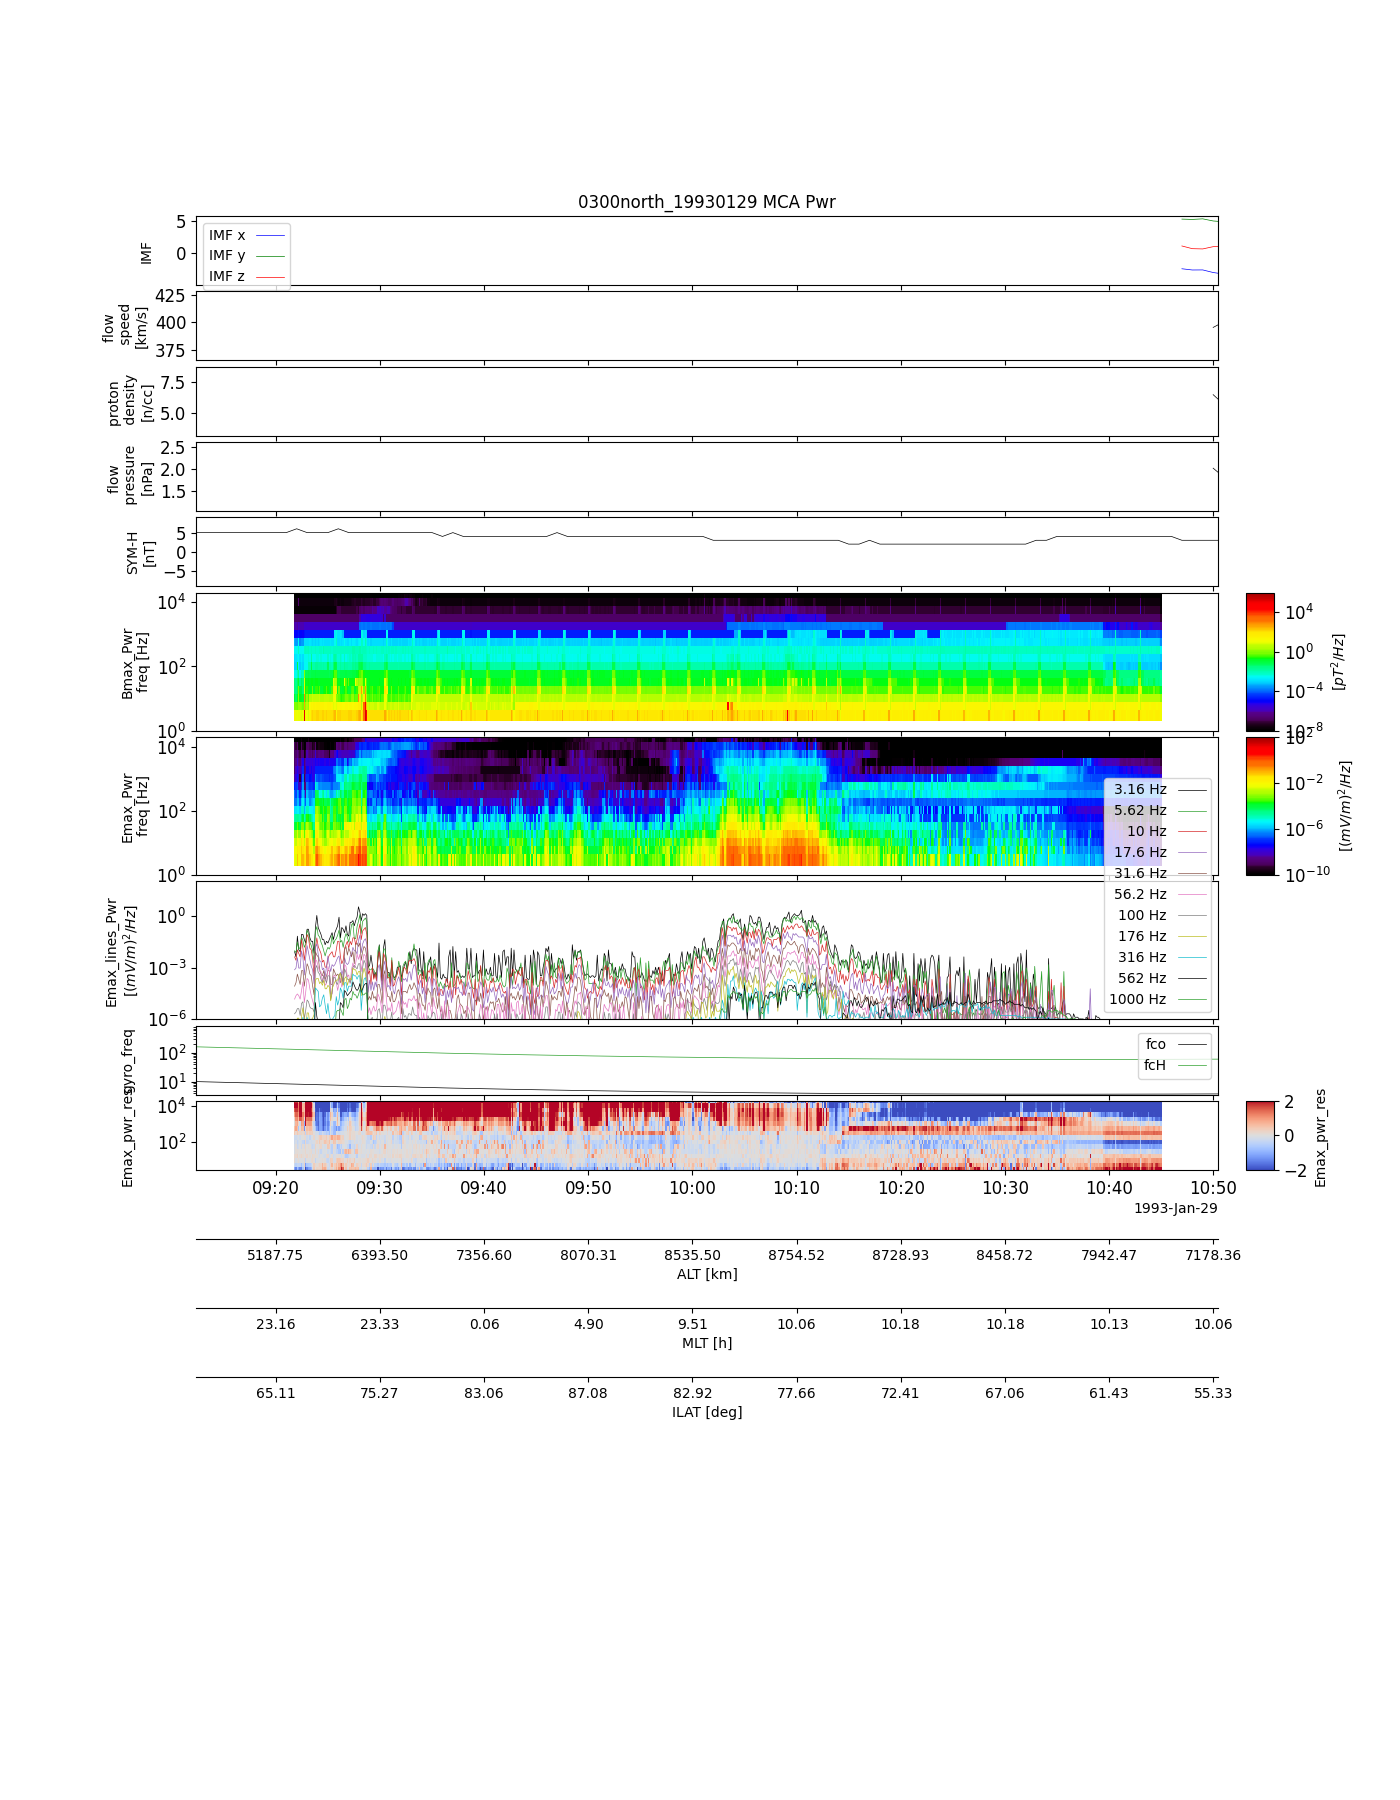 0300north_19930129 MCA Pwr
IMF
5
0
IMF x
IMF y
IMF z
flow
speed
[km/s]
425
400
375
proton
density
[n/cc]
7.5
5.0
flow
pressure
[nPa]
2.5
2.0
1.5
SYM-H
[nT]
5
0
−5
Bmax_Pwr
freq [Hz]
10^4
10^2
10^0
10^4
10^0
10^−4
10^−8
[pT^2/Hz]
Emax_Pwr
freq [Hz]
10^4
10^2
10^0
10^2
10^−2
10^−6
10^−10
[(mV/m)^2/Hz]
3.16 Hz
5.62 Hz
10 Hz
17.6 Hz
31.6 Hz
56.2 Hz
100 Hz
176 Hz
316 Hz
562 Hz
1000 Hz
Emax_lines_Pwr
[(mV/m)^2/Hz]
10^0
10^−3
10^−6
gyro_freq
10^2
10^1
fco
fcH
Emax_pwr_res
10^4
10^2
2
0
−2
Emax_pwr_res
09:20 09:30 09:40 09:50 10:00 10:10 10:20 10:30 10:40 10:50
1993-Jan-29
5187.75 6393.50 7356.60 8070.31 8535.50 8754.52 8728.93 8458.72 7942.47 7178.36
ALT [km]
23.16 23.33 0.06 4.90 9.51 10.06 10.18 10.18 10.13 10.06
MLT [h]
65.11 75.27 83.06 87.08 82.92 77.66 72.41 67.06 61.43 55.33
ILAT [deg]